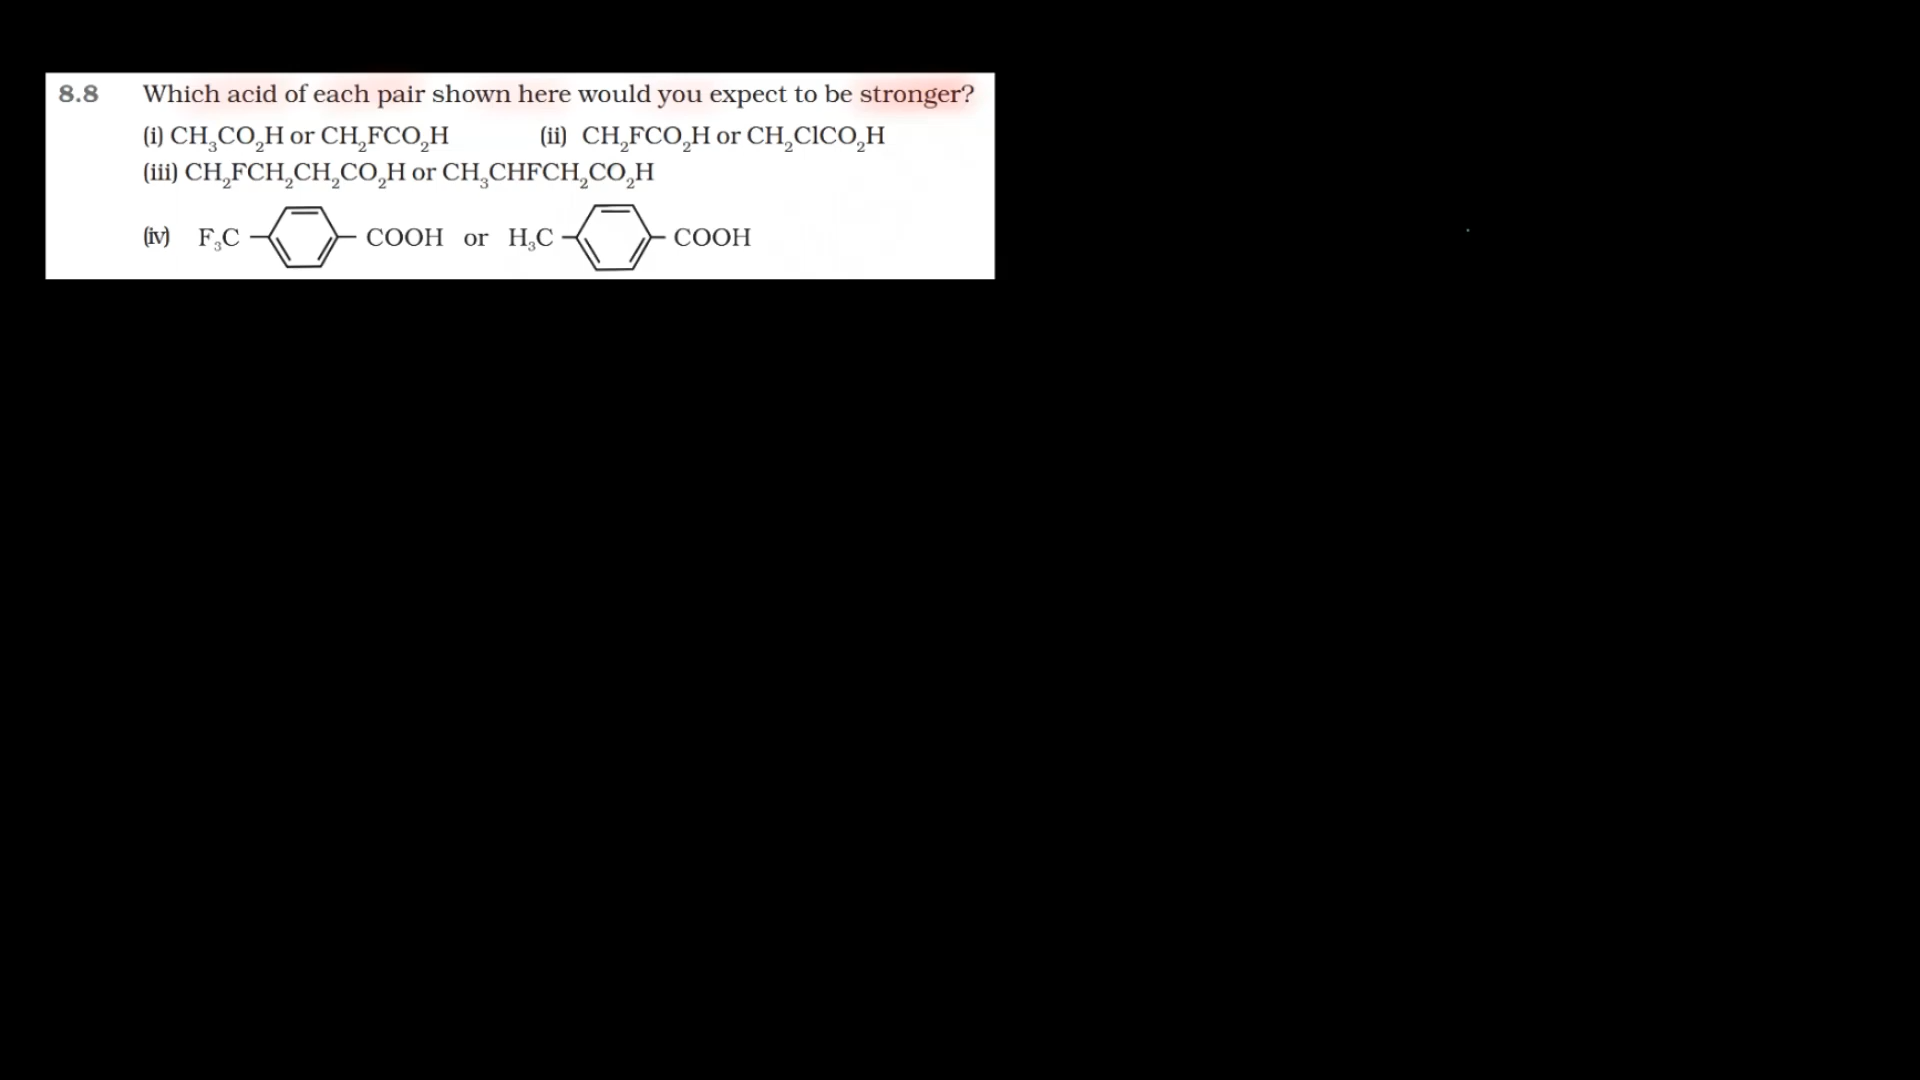 8.8 Which acid of each pair shown here would you expect to be stronger?
(i) CH₃CO₂H or CH₂FCO₂H (ii) CH₂FCO₂H or CH₂ClCO₂H
(iii) CH₂FCH₂CH₂CO₂H or CH₃CHFCH₂CO₂H
(iv) F₃C COOH or H₃C COOH